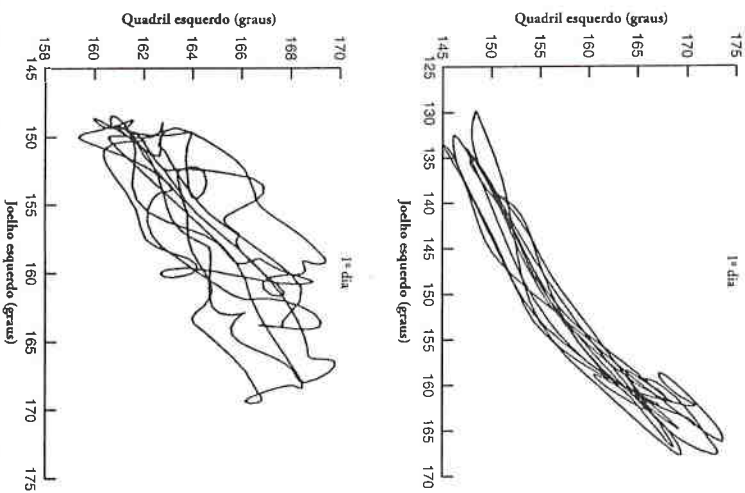 Quadril esquerdo (graus)
158 160 162 164 166 168 170
145 150 155 160 165 170 175
Joelho esquerdo (graus)
1º dia
Quadril esquerdo (graus)
145 150 155 160 165 170 175
125 130 135 140 145 150 155 160 165 170
Joelho esquerdo (graus)
1º dia